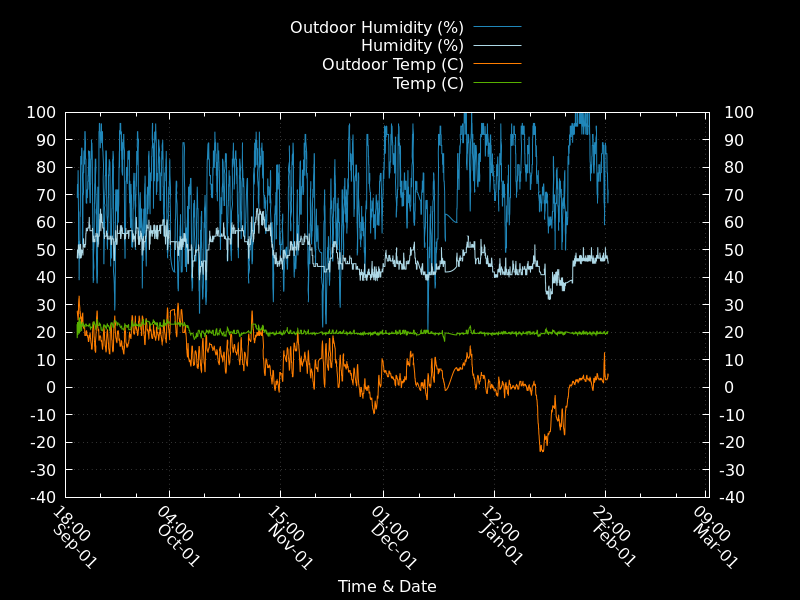 Outdoor Humidity (%)
Humidity (%)
Outdoor Temp (C)
Temp (C)
100 100
90 90
80 80
70 70
60 60
50 50
40 40
30 30
20 20
10 10
0 0
-10 -10
-20 -20
-30 -30
-40 -40
18:00 Sep-01
04:00 Oct-01
15:00 Nov-01
01:00 Dec-01
12:00 Jan-01
22:00 Feb-01
09:00 Mar-01
Time & Date